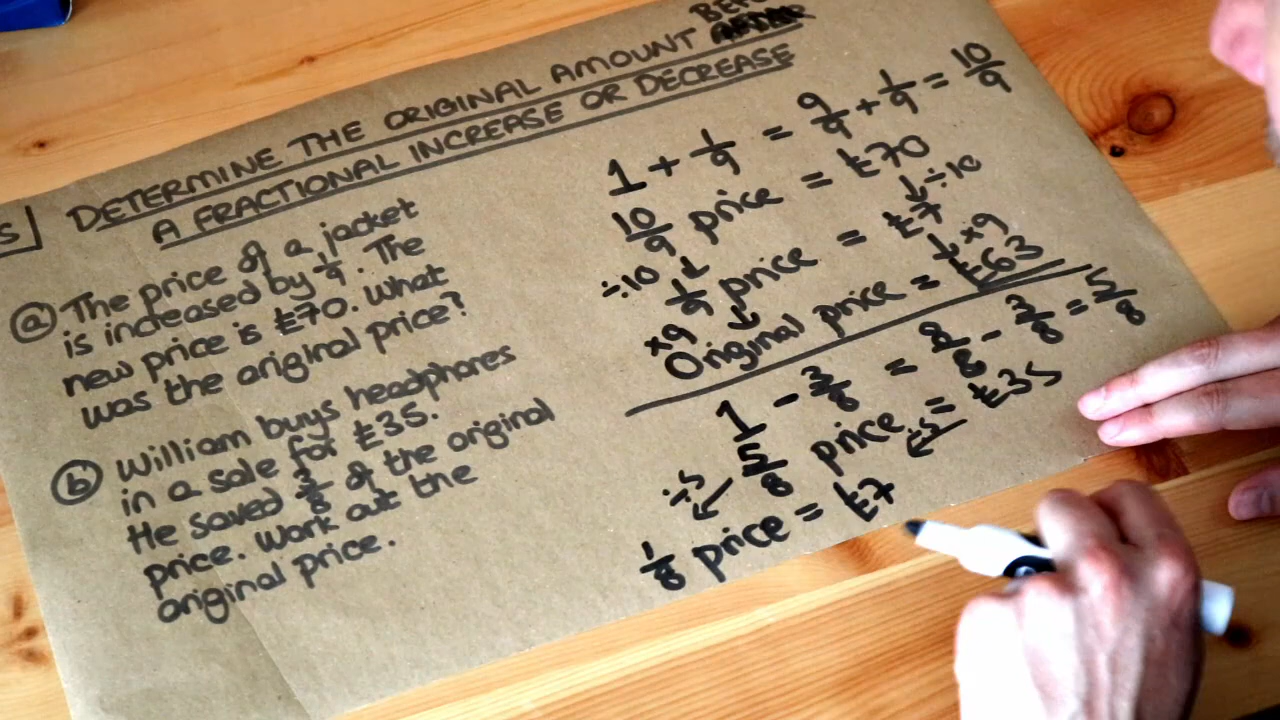 DETERMINE THE ORIGINAL AMOUNT
A FRACTIONAL INCREASE OR DECREASE
ⓐ The price of a jacket
is increased by 1/9. The
new price is £70. What
was the original price?
ⓑ William buys headphones
in a sale for £35.
He saved 3/8 of the original
price. Work out the
original price.
1 + 1/9 = 9/9 + 1/9 = 10/9
10/9 price = £70
÷10 ↓ ↓ ÷10
1/9 price = £7
×9 ↓ ↓ ×9
Original price = £63
1 - 3/8 = 8/8 - 3/8 = 5/8
5/8 price = £35
÷5 ÷5
1/8 price = £7